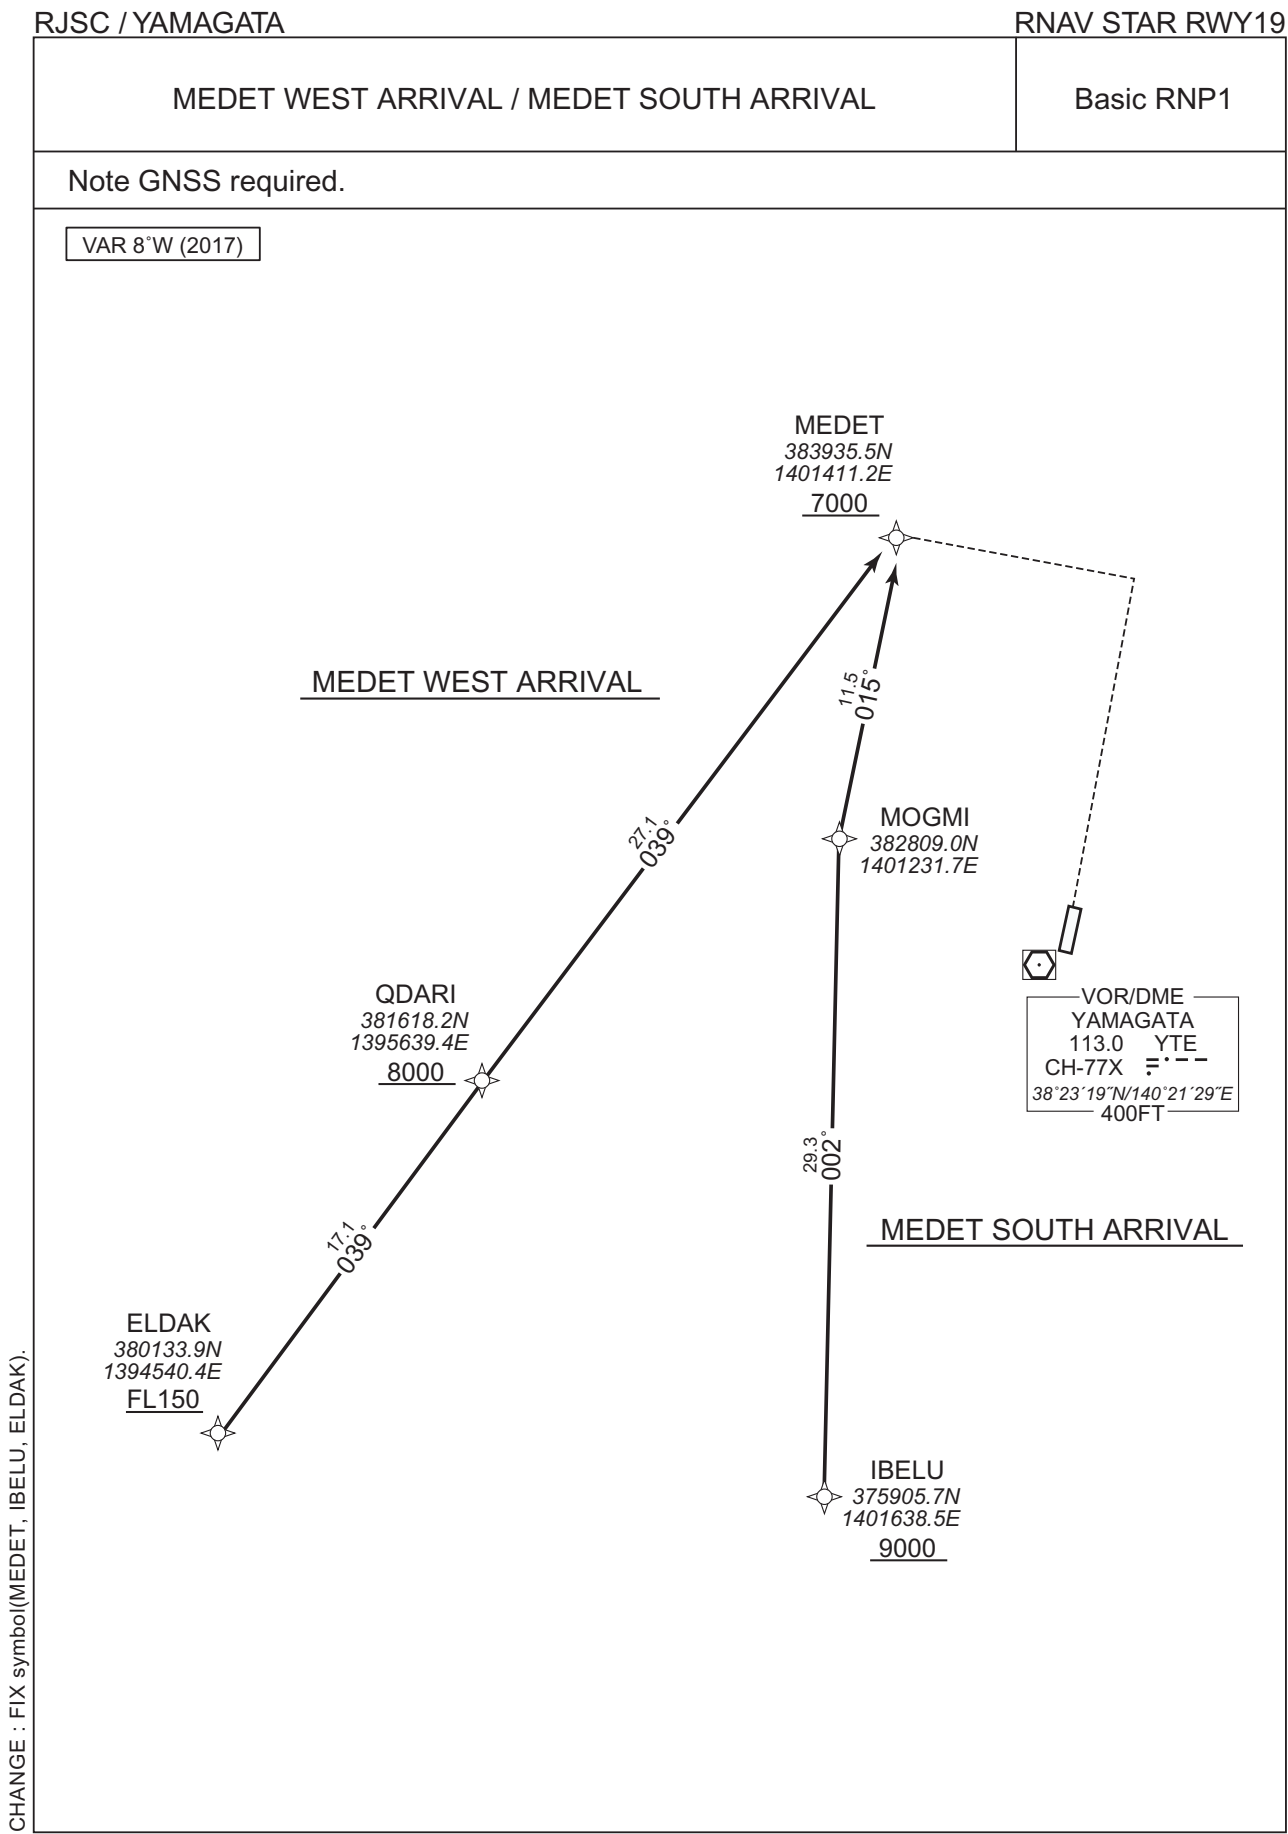 RJSC / YAMAGATA
RNAV STAR RWY19
MEDET WEST ARRIVAL / MEDET SOUTH ARRIVAL
Basic RNP1
Note GNSS required.
VAR 8°W (2017)
MEDET
383935.5N
1401411.2E
7000
MEDET WEST ARRIVAL
11.5
015°
MOGMI
382809.0N
1401231.7E
27.1
039°
QDARI
381618.2N
1395639.4E
8000
VOR/DME
YAMAGATA
113.0 YTE
CH-77X
38°23´19˝N/140°21´29˝E
400FT
29.3
002°
MEDET SOUTH ARRIVAL
17.1
039°
ELDAK
380133.9N
1394540.4E
FL150
IBELU
375905.7N
1401638.5E
9000
CHANGE : FIX symbol(MEDET, IBELU, ELDAK).